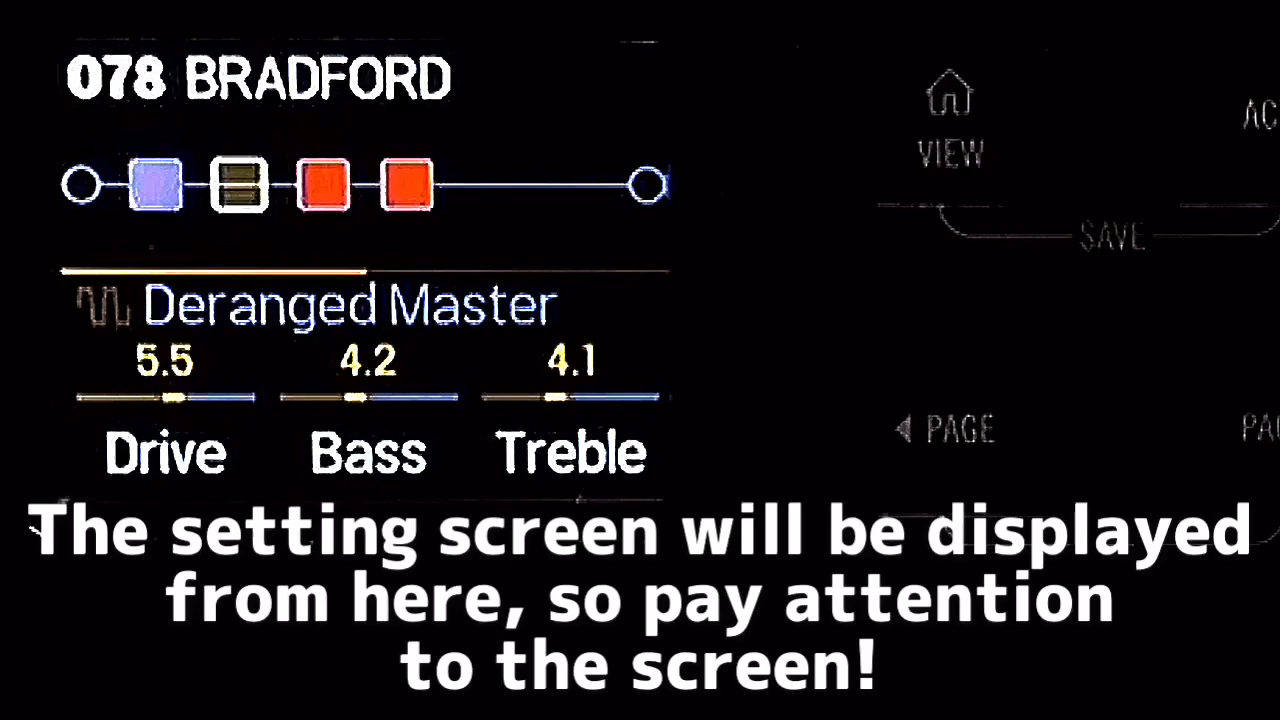 078 BRADFORD
VIEW
SAVE
Deranged Master
5.5 4.2 4.1
Drive Bass Treble
◀ PAGE
The setting screen will be displayed
from here, so pay attention
to the screen!